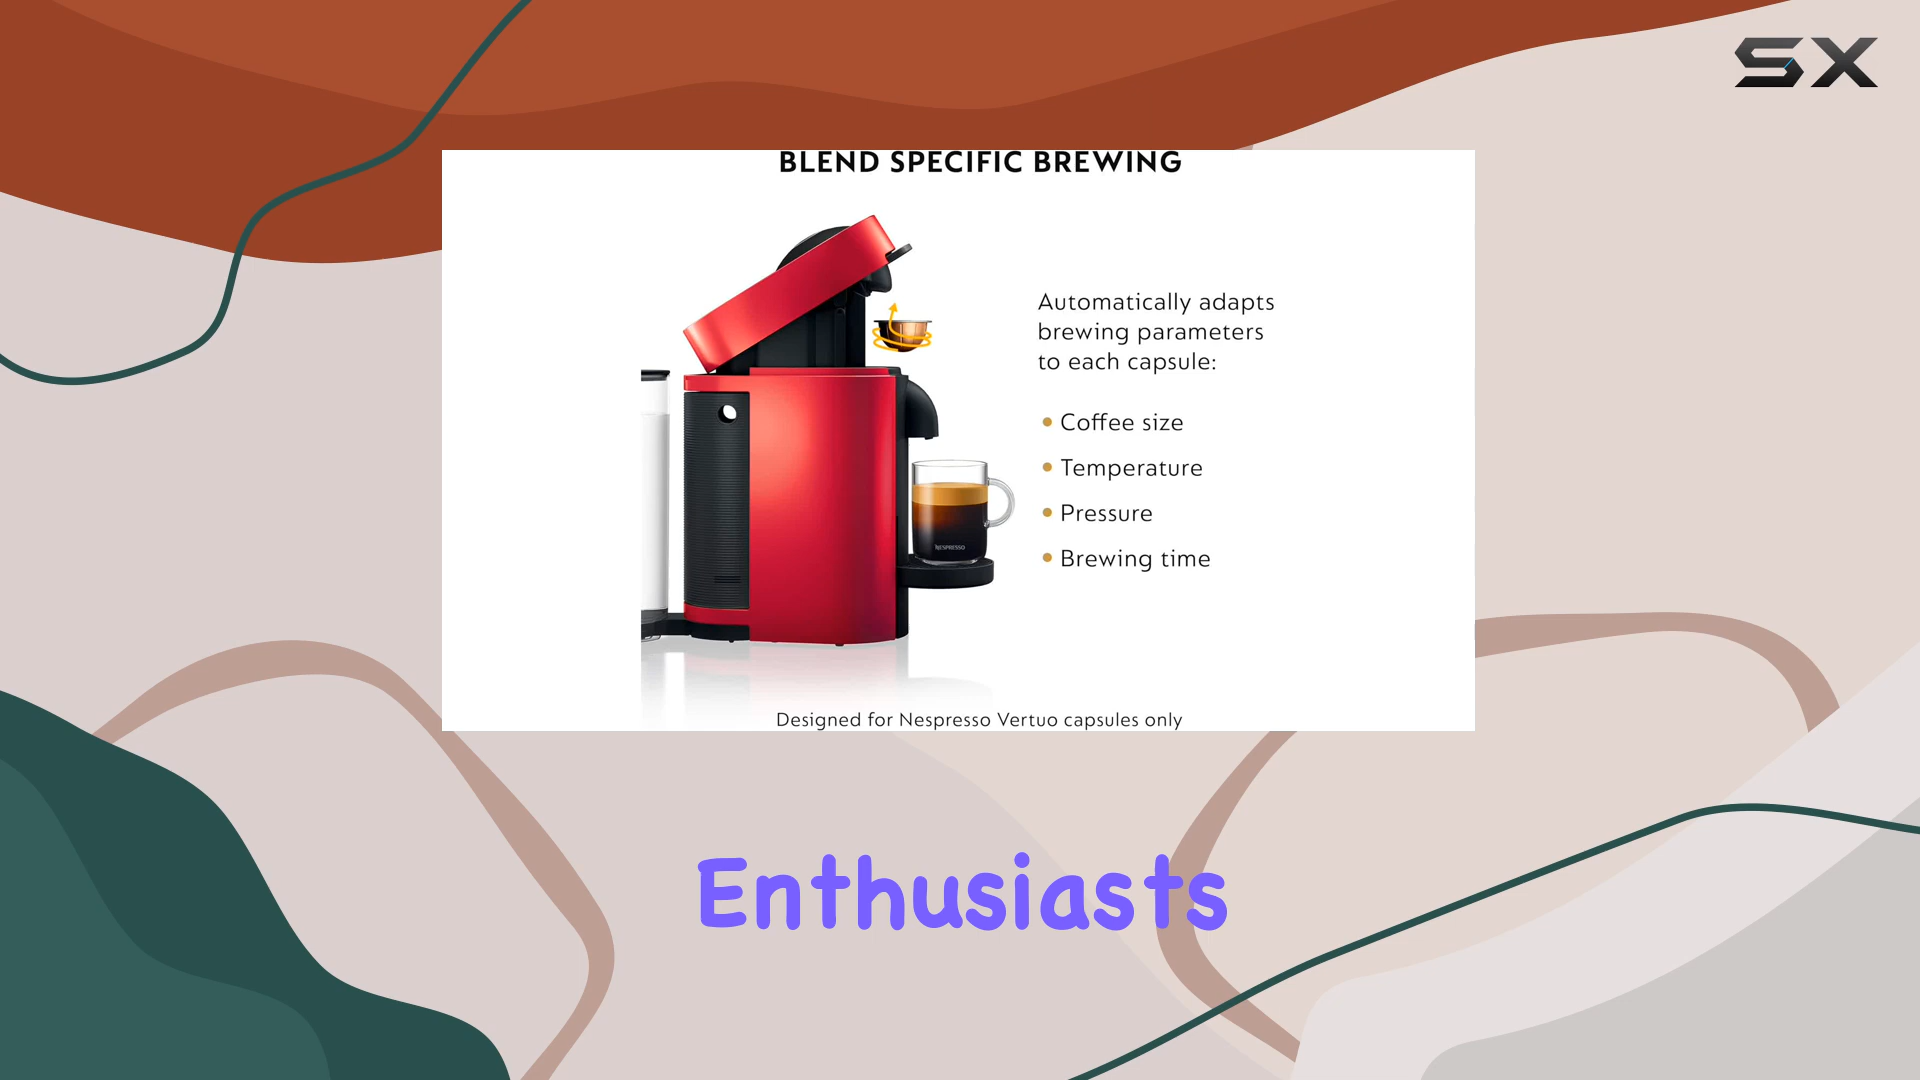 SX
BLEND SPECIFIC BREWING
Automatically adapts
brewing parameters
to each capsule:
• Coffee size
• Temperature
• Pressure
• Brewing time
NESPRESSO
Designed for Nespresso Vertuo capsules only
Enthusiasts